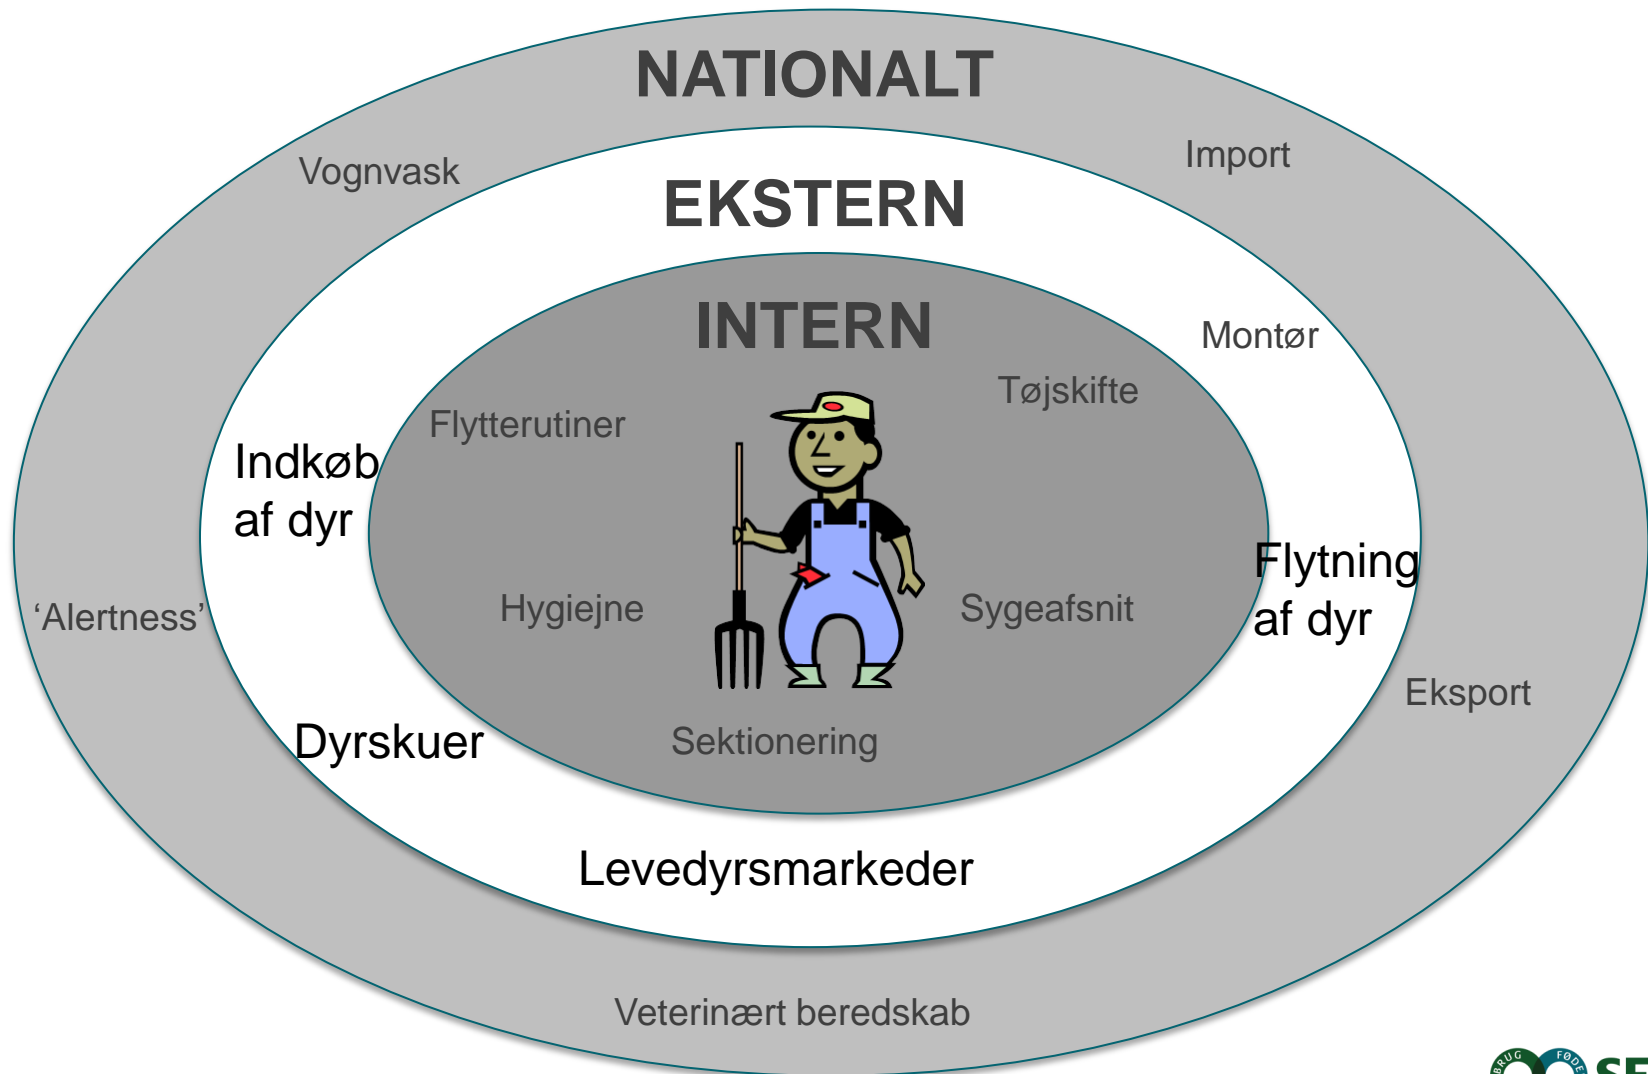 NATIONALT
Vognvask
Import
EKSTERN
INTERN
Montør
Tøjskifte
Flytterutiner
Indkøb
af dyr
Flytning
af dyr
'Alertness'
Hygiejne
Sygeafsnit
Eksport
Dyrskuer
Sektionering
Levedyrsmarkeder
Veterinært beredskab